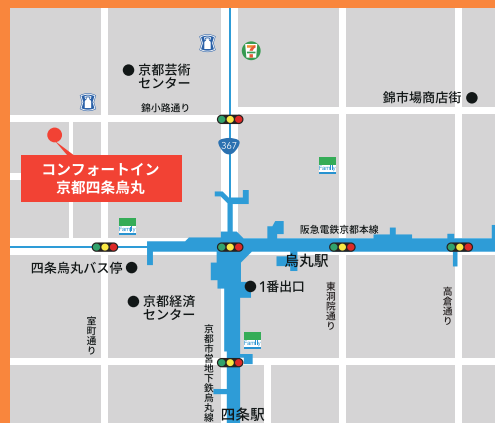 京都芸術
センター
7
錦市場商店街
錦小路通り
367
コンフォートイン
京都四条烏丸
Family
Family
阪急電鉄京都本線
烏丸駅
四条烏丸バス停
1番出口
京都経済
センター
東洞院通り
高倉通り
室町通り
京都市営地下鉄烏丸線
Family
四条駅